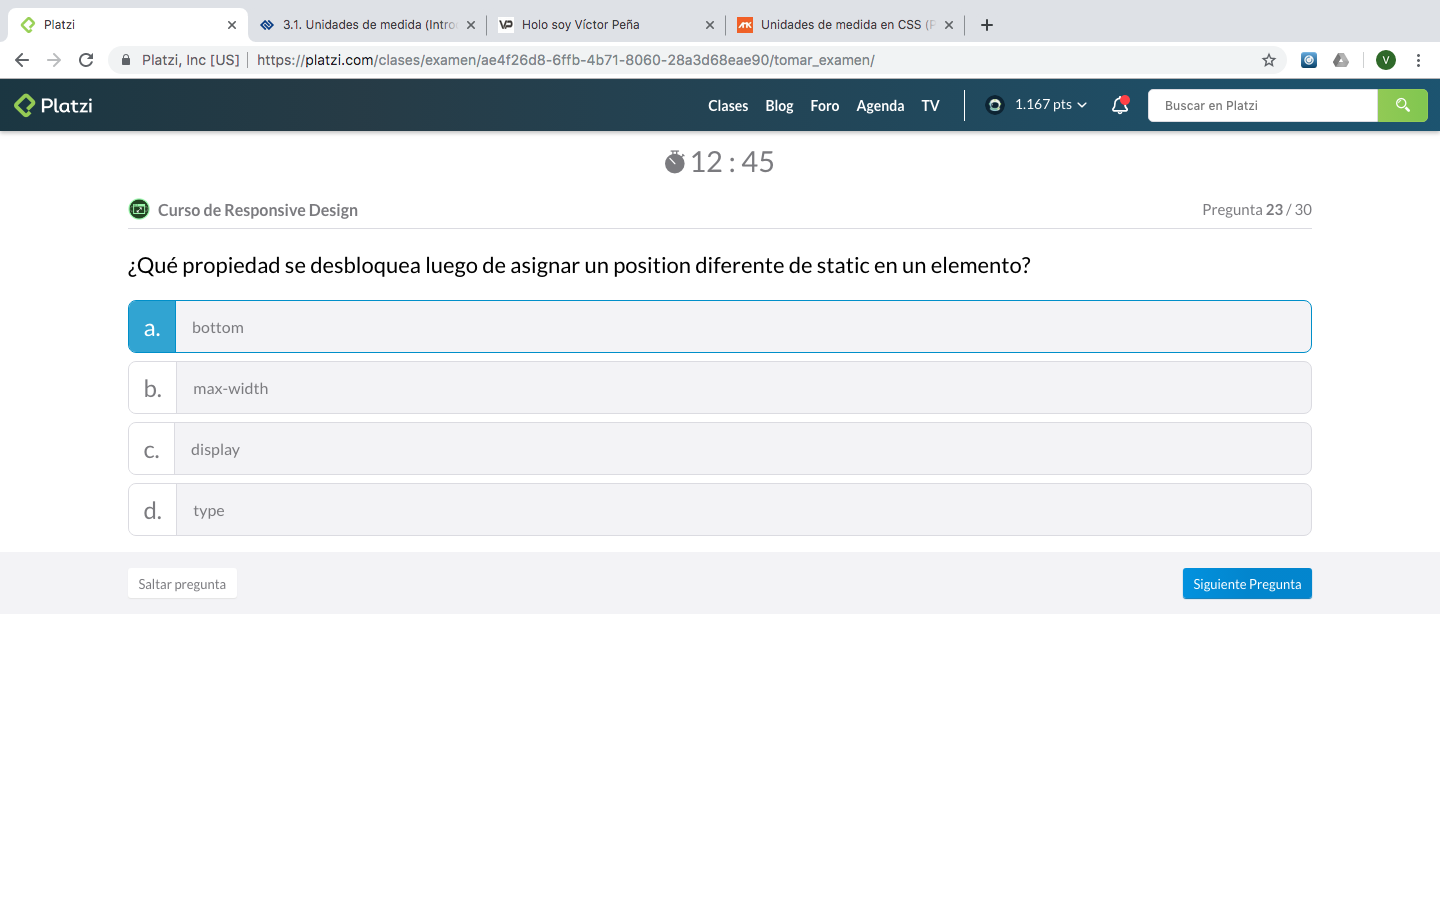 Platzi
3.1. Unidades de medida (Intro
Holo soy Víctor Peña
Unidades de medida en CSS (P
Platzi, Inc [US]
https://platzi.com/clases/examen/ae4f26d8-6ffb-4b71-8060-28a3d68eae90/tomar_examen/
V
Platzi
Clases
Blog
Foro
Agenda
TV
1.167 pts
Buscar en Platzi
12 : 45
Curso de Responsive Design
Pregunta 23 / 30
¿Qué propiedad se desbloquea luego de asignar un position diferente de static en un elemento?
a. bottom
b. max-width
c. display
d. type
Saltar pregunta
Siguiente Pregunta